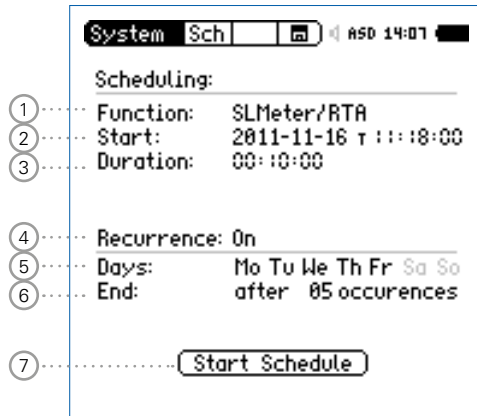 System Sch ASD 14:07
Scheduling:
1 Function: SLMeter/RTA
2 Start: 2011-11-16 T 11:18:00
3 Duration: 00:10:00
4 Recurrence: On
5 Days: Mo Tu We Th Fr Sa So
6 End: after 05 occurences
7 Start Schedule